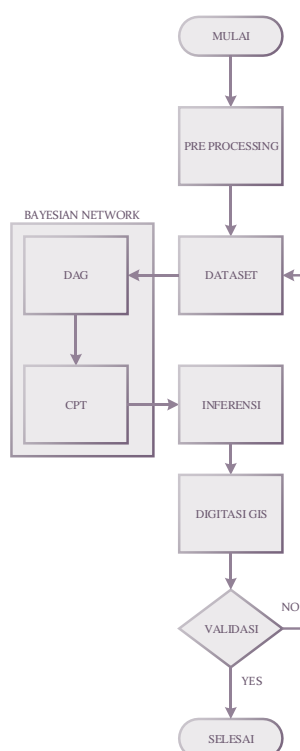 MULAI
PRE PROCESSING
BAYESIAN NETWORK
DAG
DATASET
CPT
INFERENSI
DIGITASI GIS
VALIDASI
NO
YES
SELESAI